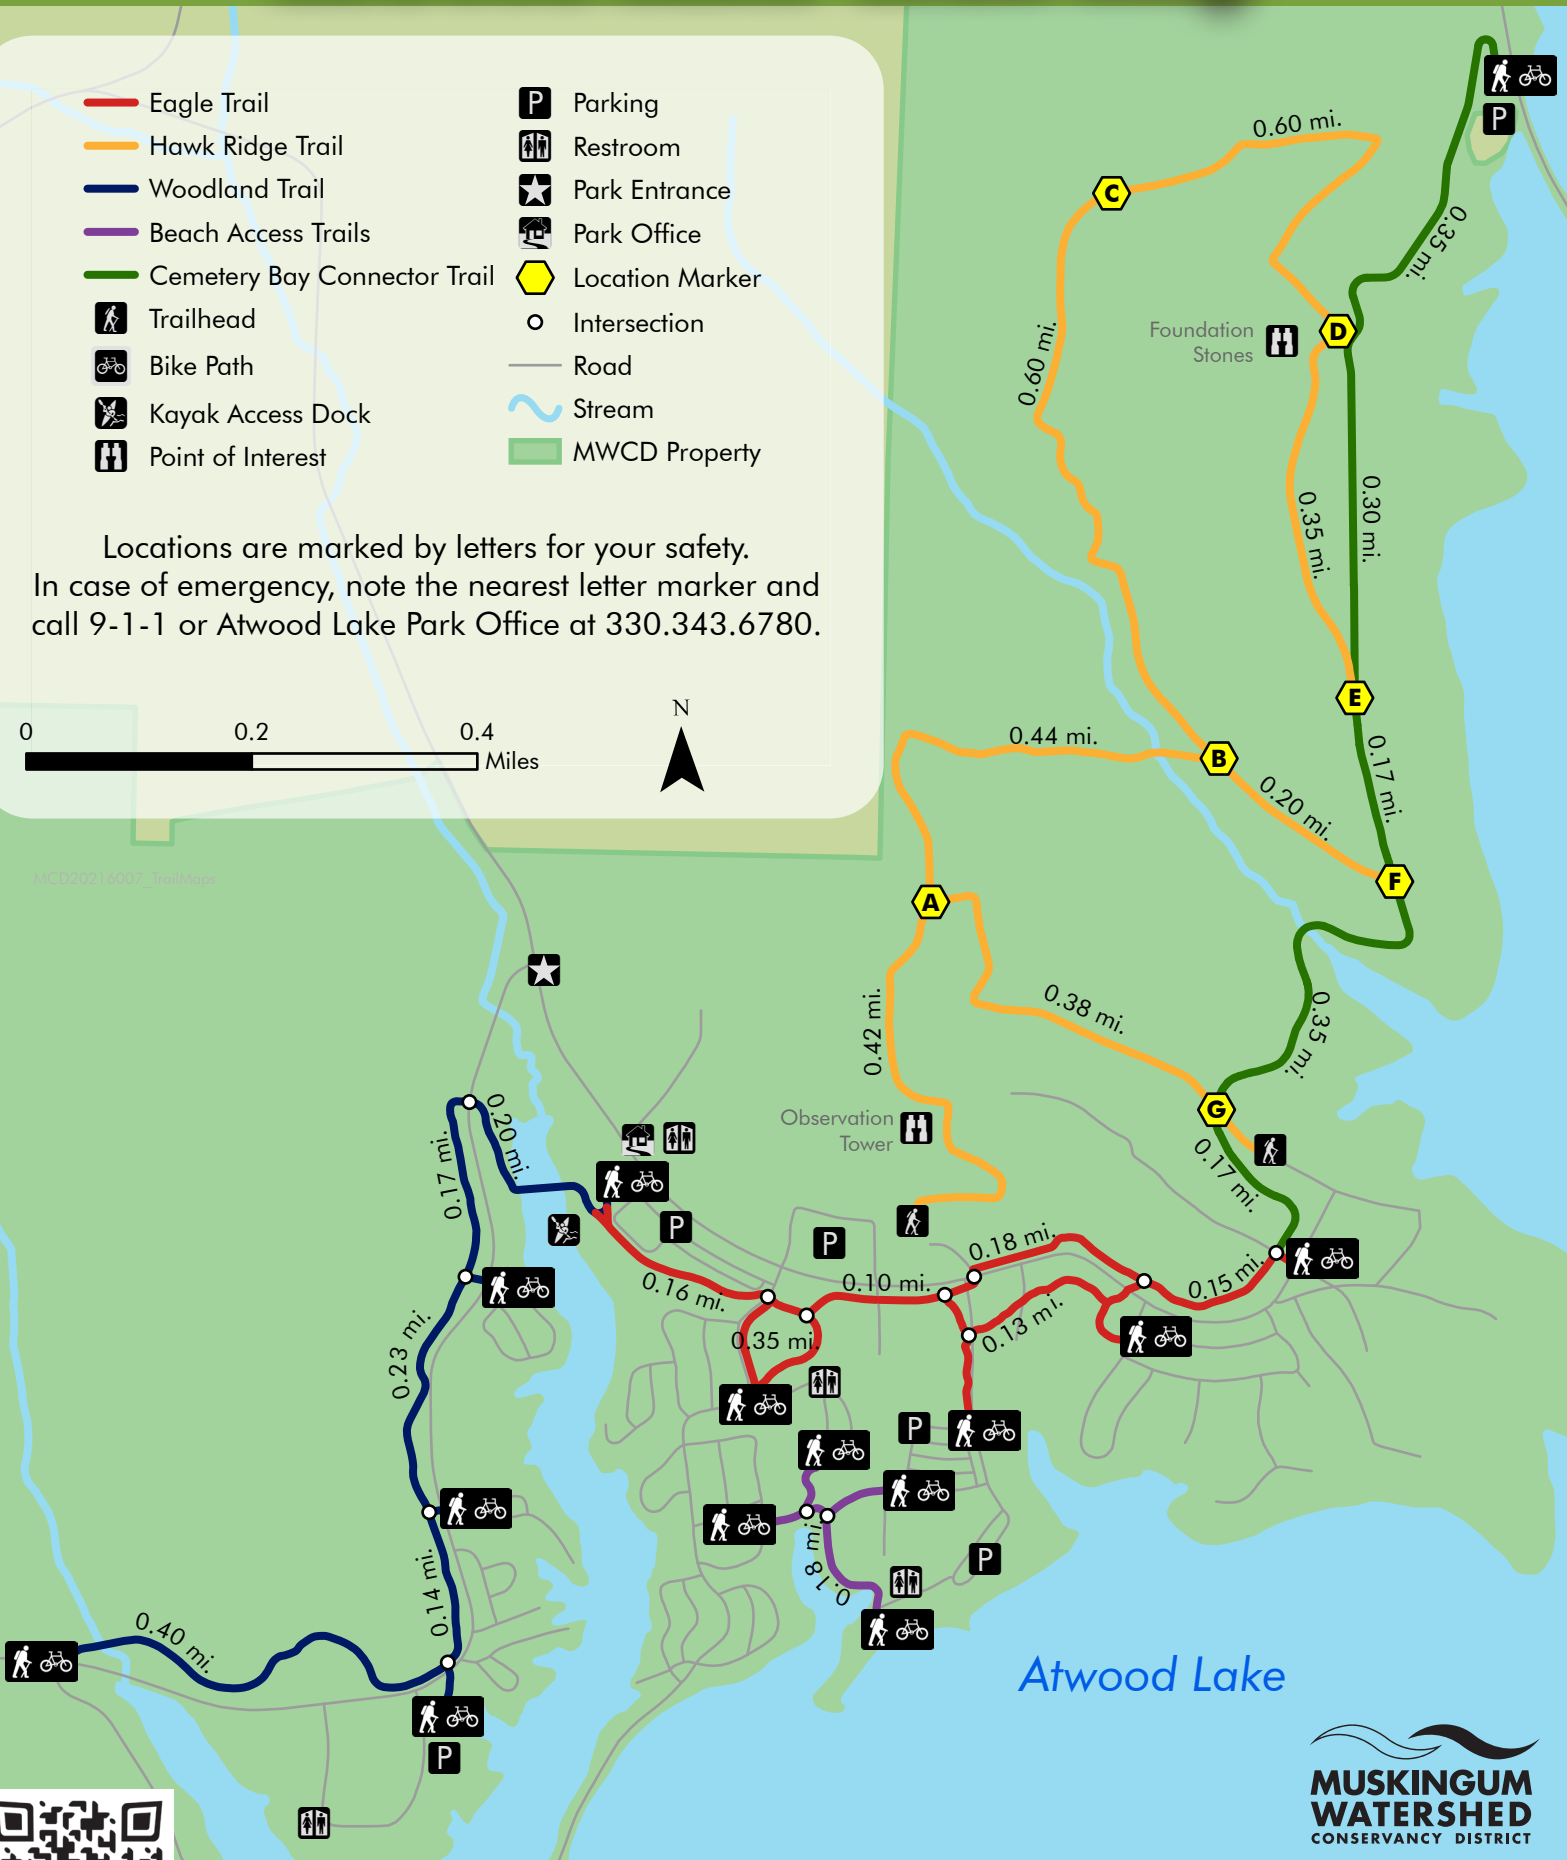 Eagle Trail
Hawk Ridge Trail
Woodland Trail
Beach Access Trails
Cemetery Bay Connector Trail
Trailhead
Bike Path
Kayak Access Dock
Point of Interest
P Parking
Restroom
Park Entrance
Park Office
Location Marker
Intersection
Road
Stream
MWCD Property
Locations are marked by letters for your safety.
In case of emergency, note the nearest letter marker and
call 9-1-1 or Atwood Lake Park Office at 330.343.6780.
0 0.2 0.4
Miles
N
MCD20216007_TrailMaps
P
0.60 mi.
C
0.35 mi.
D
Foundation
Stones
0.60 mi.
0.35 mi.
0.30 mi.
E
0.44 mi.
B
0.17 mi.
0.20 mi.
F
A
0.38 mi.
0.42 mi.
0.35 mi.
G
Observation
Tower
0.17 mi.
0.20 mi.
0.17 mi.
P
P
0.18 mi.
0.16 mi.
0.10 mi.
0.15 mi.
0.35 mi.
0.13 mi.
0.23 mi.
P
0.18 mi.
P
0.14 mi.
0.40 mi.
P
Atwood Lake
MUSKINGUM
WATERSHED
CONSERVANCY DISTRICT